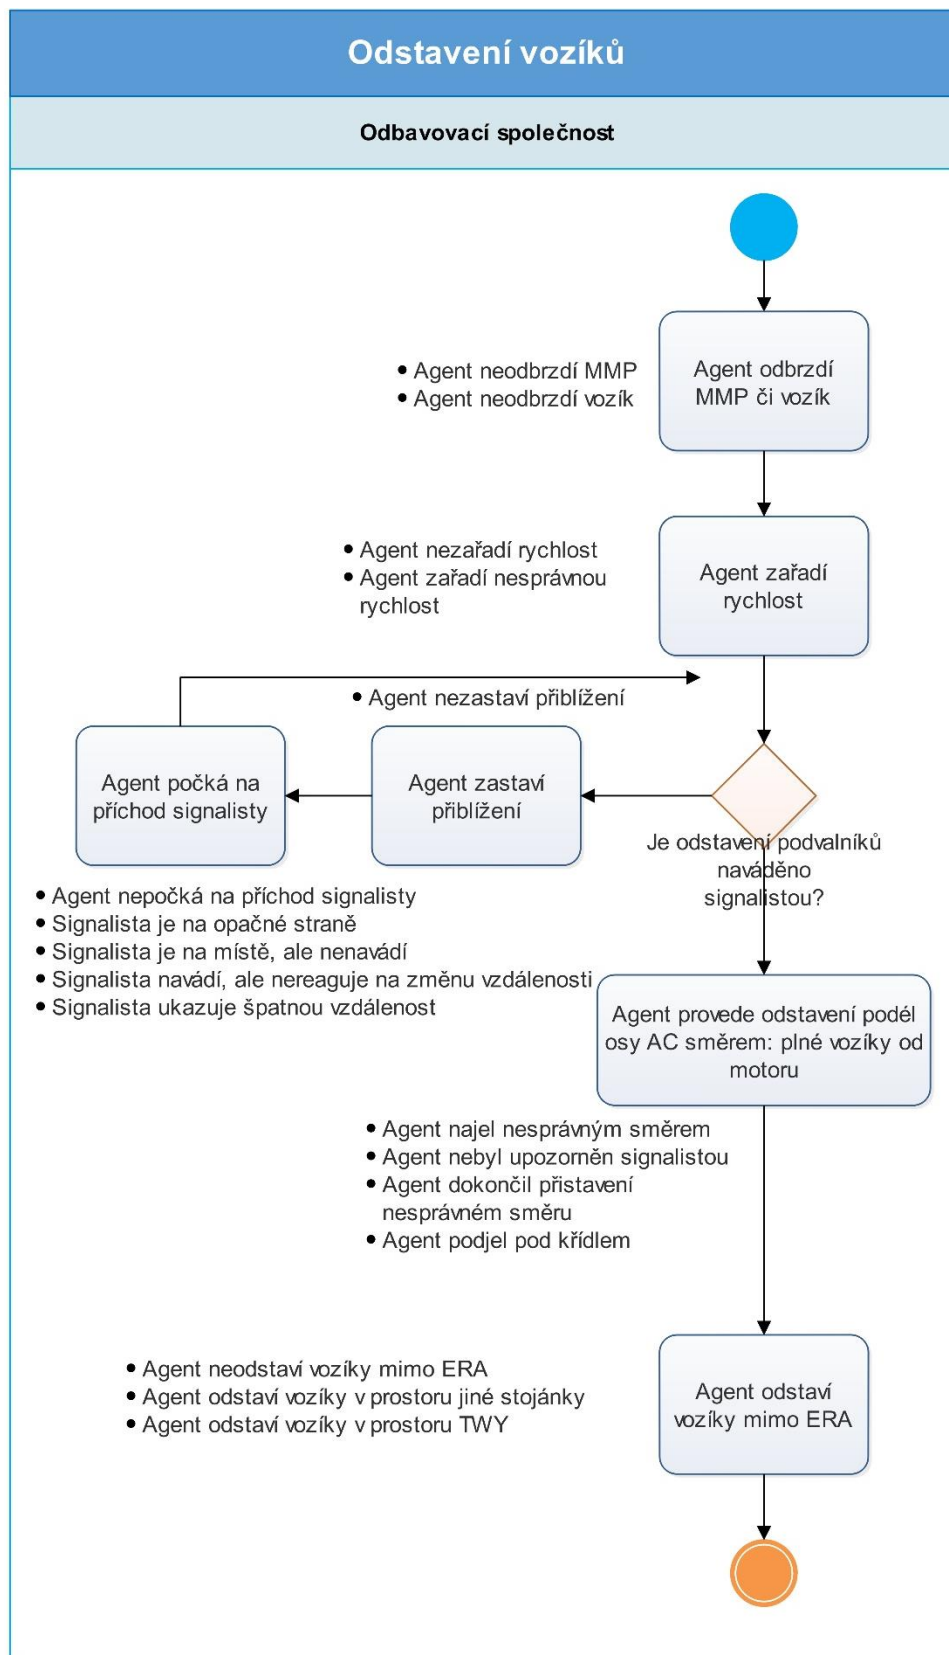 Odstavení vozíků
Odbavovací společnost
• Agent neodbrzdí MMP
• Agent neodbrzdí vozík
Agent odbrzdí
MMP či vozík
• Agent nezařadí rychlost
• Agent zařadí nesprávnou
rychlost
Agent zařadí
rychlost
• Agent nezastaví přiblížení
Agent počká na
příchod signalisty
Agent zastaví
přiblížení
Je odstavení podvalníků
naváděno
signalistou?
• Agent nepočká na příchod signalisty
• Signalista je na opačné straně
• Signalista je na místě, ale nenavádí
• Signalista navádí, ale nereaguje na změnu vzdálenosti
• Signalista ukazuje špatnou vzdálenost
Agent provede odstavení podél
osy AC směrem: plné vozíky od
motoru
• Agent najel nesprávným směrem
• Agent nebyl upozorněn signalistou
• Agent dokončil přistavení
nesprávném směru
• Agent podjel pod křídlem
• Agent neodstaví vozíky mimo ERA
• Agent odstaví vozíky v prostoru jiné stojánky
• Agent odstaví vozíky v prostoru TWY
Agent odstaví
vozíky mimo ERA